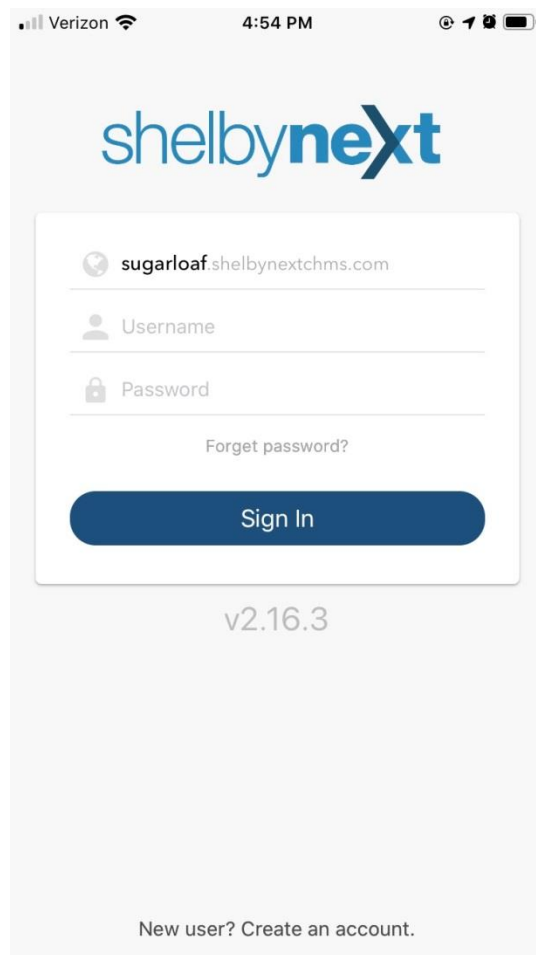 Verizon 4:54 PM
shelbynext
sugarloaf.shelbynextchms.com
Username
Password
Forget password?
Sign In
v2.16.3
New user? Create an account.